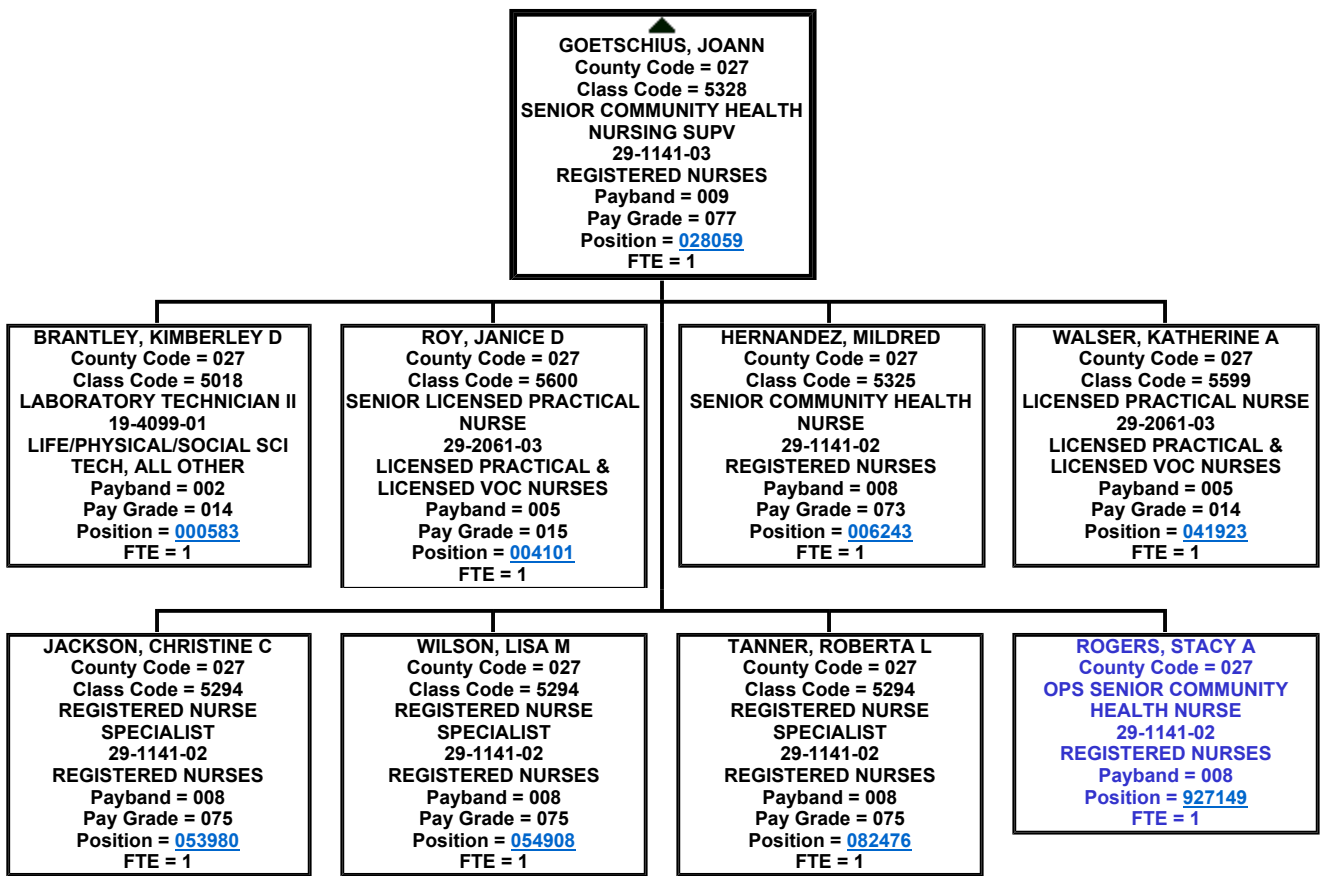 GOETSCHIUS, JOANN
County Code = 027
Class Code = 5328
SENIOR COMMUNITY HEALTH
NURSING SUPV
29-1141-03
REGISTERED NURSES
Payband = 009
Pay Grade = 077
Position = 028059
FTE = 1
BRANTLEY, KIMBERLEY D
County Code = 027
Class Code = 5018
LABORATORY TECHNICIAN II
19-4099-01
LIFE/PHYSICAL/SOCIAL SCI
TECH, ALL OTHER
Payband = 002
Pay Grade = 014
Position = 000583
FTE = 1
ROY, JANICE D
County Code = 027
Class Code = 5600
SENIOR LICENSED PRACTICAL
NURSE
29-2061-03
LICENSED PRACTICAL &
LICENSED VOC NURSES
Payband = 005
Pay Grade = 015
Position = 004101
FTE = 1
HERNANDEZ, MILDRED
County Code = 027
Class Code = 5325
SENIOR COMMUNITY HEALTH
NURSE
29-1141-02
REGISTERED NURSES
Payband = 008
Pay Grade = 073
Position = 006243
FTE = 1
WALSER, KATHERINE A
County Code = 027
Class Code = 5599
LICENSED PRACTICAL NURSE
29-2061-03
LICENSED PRACTICAL &
LICENSED VOC NURSES
Payband = 005
Pay Grade = 014
Position = 041923
FTE = 1
JACKSON, CHRISTINE C
County Code = 027
Class Code = 5294
REGISTERED NURSE
SPECIALIST
29-1141-02
REGISTERED NURSES
Payband = 008
Pay Grade = 075
Position = 053980
FTE = 1
WILSON, LISA M
County Code = 027
Class Code = 5294
REGISTERED NURSE
SPECIALIST
29-1141-02
REGISTERED NURSES
Payband = 008
Pay Grade = 075
Position = 054908
FTE = 1
TANNER, ROBERTA L
County Code = 027
Class Code = 5294
REGISTERED NURSE
SPECIALIST
29-1141-02
REGISTERED NURSES
Payband = 008
Pay Grade = 075
Position = 082476
FTE = 1
ROGERS, STACY A
County Code = 027
OPS SENIOR COMMUNITY
HEALTH NURSE
29-1141-02
REGISTERED NURSES
Payband = 008
Position = 927149
FTE = 1